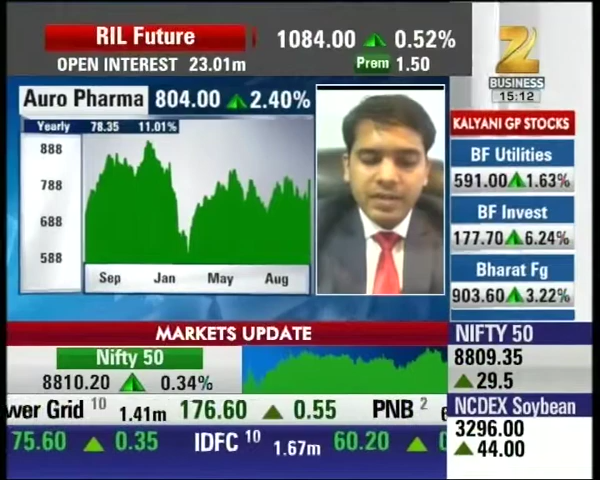 RIL Future
1084.00 0.52%
OPEN INTEREST 23.01m
Prem 1.50
Z
BUSINESS
15:12
Auro Pharma 804.00 2.40%
Yearly 78.35 11.01%
888
788
688
588
Sep Jan May Aug
KALYANI GP STOCKS
BF Utilities
591.00 1.63%
BF Invest
177.70 6.24%
Bharat Fg
903.60 3.22%
MARKETS UPDATE
Nifty 50
8810.20 0.34%
NIFTY 50
8809.35
29.5
wer Grid 10 1.41m 176.60 0.55 PNB 2
NCDEX Soybean
3296.00
44.00
75.60 0.35 IDFC 10 1.67m 60.20